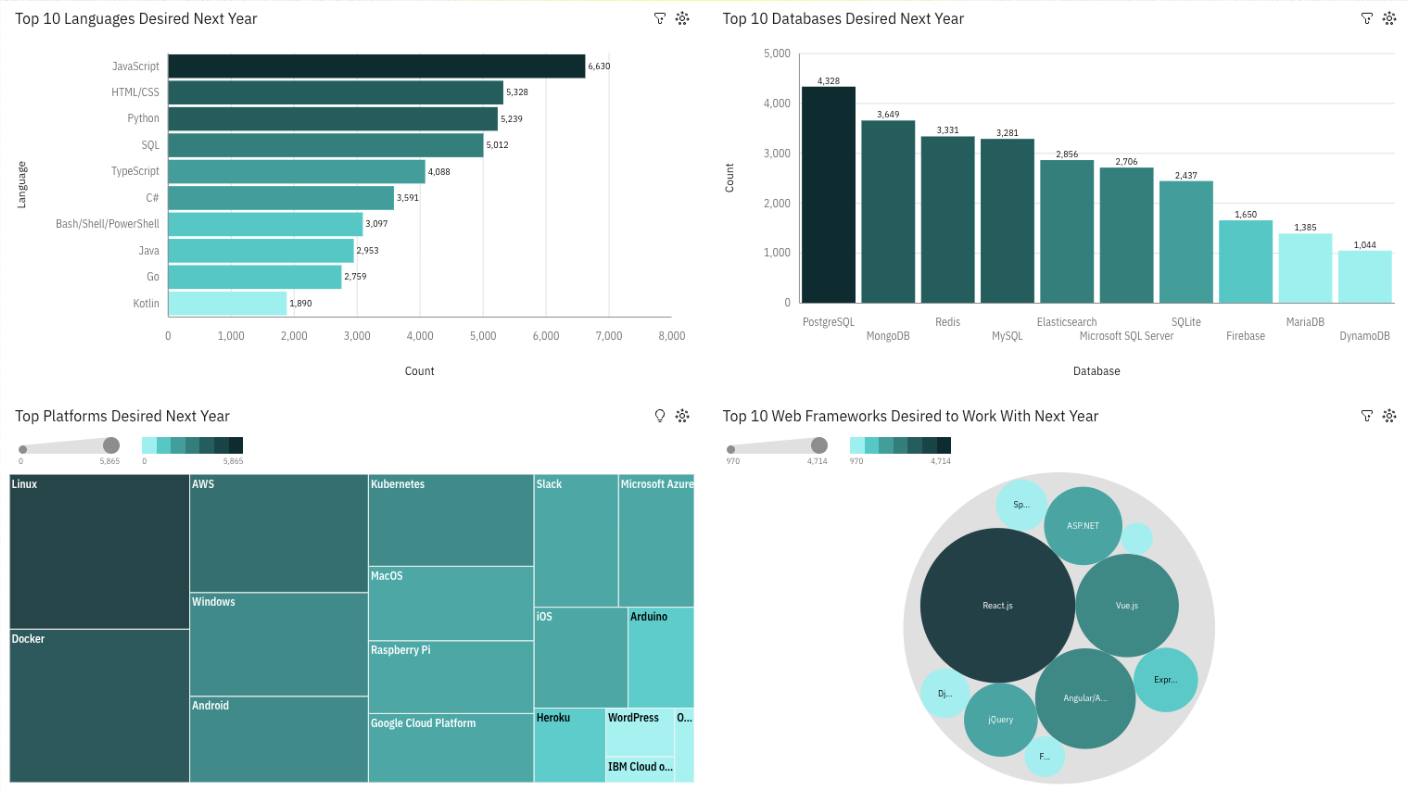 Top 10 Languages Desired Next Year
Language
JavaScript 6,630
HTML/CSS 5,328
Python 5,239
SQL 5,012
TypeScript 4,088
C# 3,591
Bash/Shell/PowerShell 3,097
Java 2,953
Go 2,759
Kotlin 1,890
0 1,000 2,000 3,000 4,000 5,000 6,000 7,000 8,000
Count
Top 10 Databases Desired Next Year
Count
5,000
4,000
3,000
2,000
1,000
0
4,328 3,649 3,331 3,281 2,856 2,706 2,437 1,650 1,385 1,044
PostgreSQL Redis Elasticsearch SQLite MariaDB
MongoDB MySQL Microsoft SQL Server Firebase DynamoDB
Database
Top Platforms Desired Next Year
0 5,865 0 5,865
Linux
Docker
AWS
Windows
Android
Kubernetes
MacOS
Raspberry Pi
Google Cloud Platform
Slack
Microsoft Azure
iOS
Arduino
Heroku
WordPress
O...
IBM Cloud o...
Top 10 Web Frameworks Desired to Work With Next Year
970 4,714 970 4,714
Sp...
ASP.NET
React.js
Vue.js
Expr...
Dj...
Angular/A...
jQuery
F...